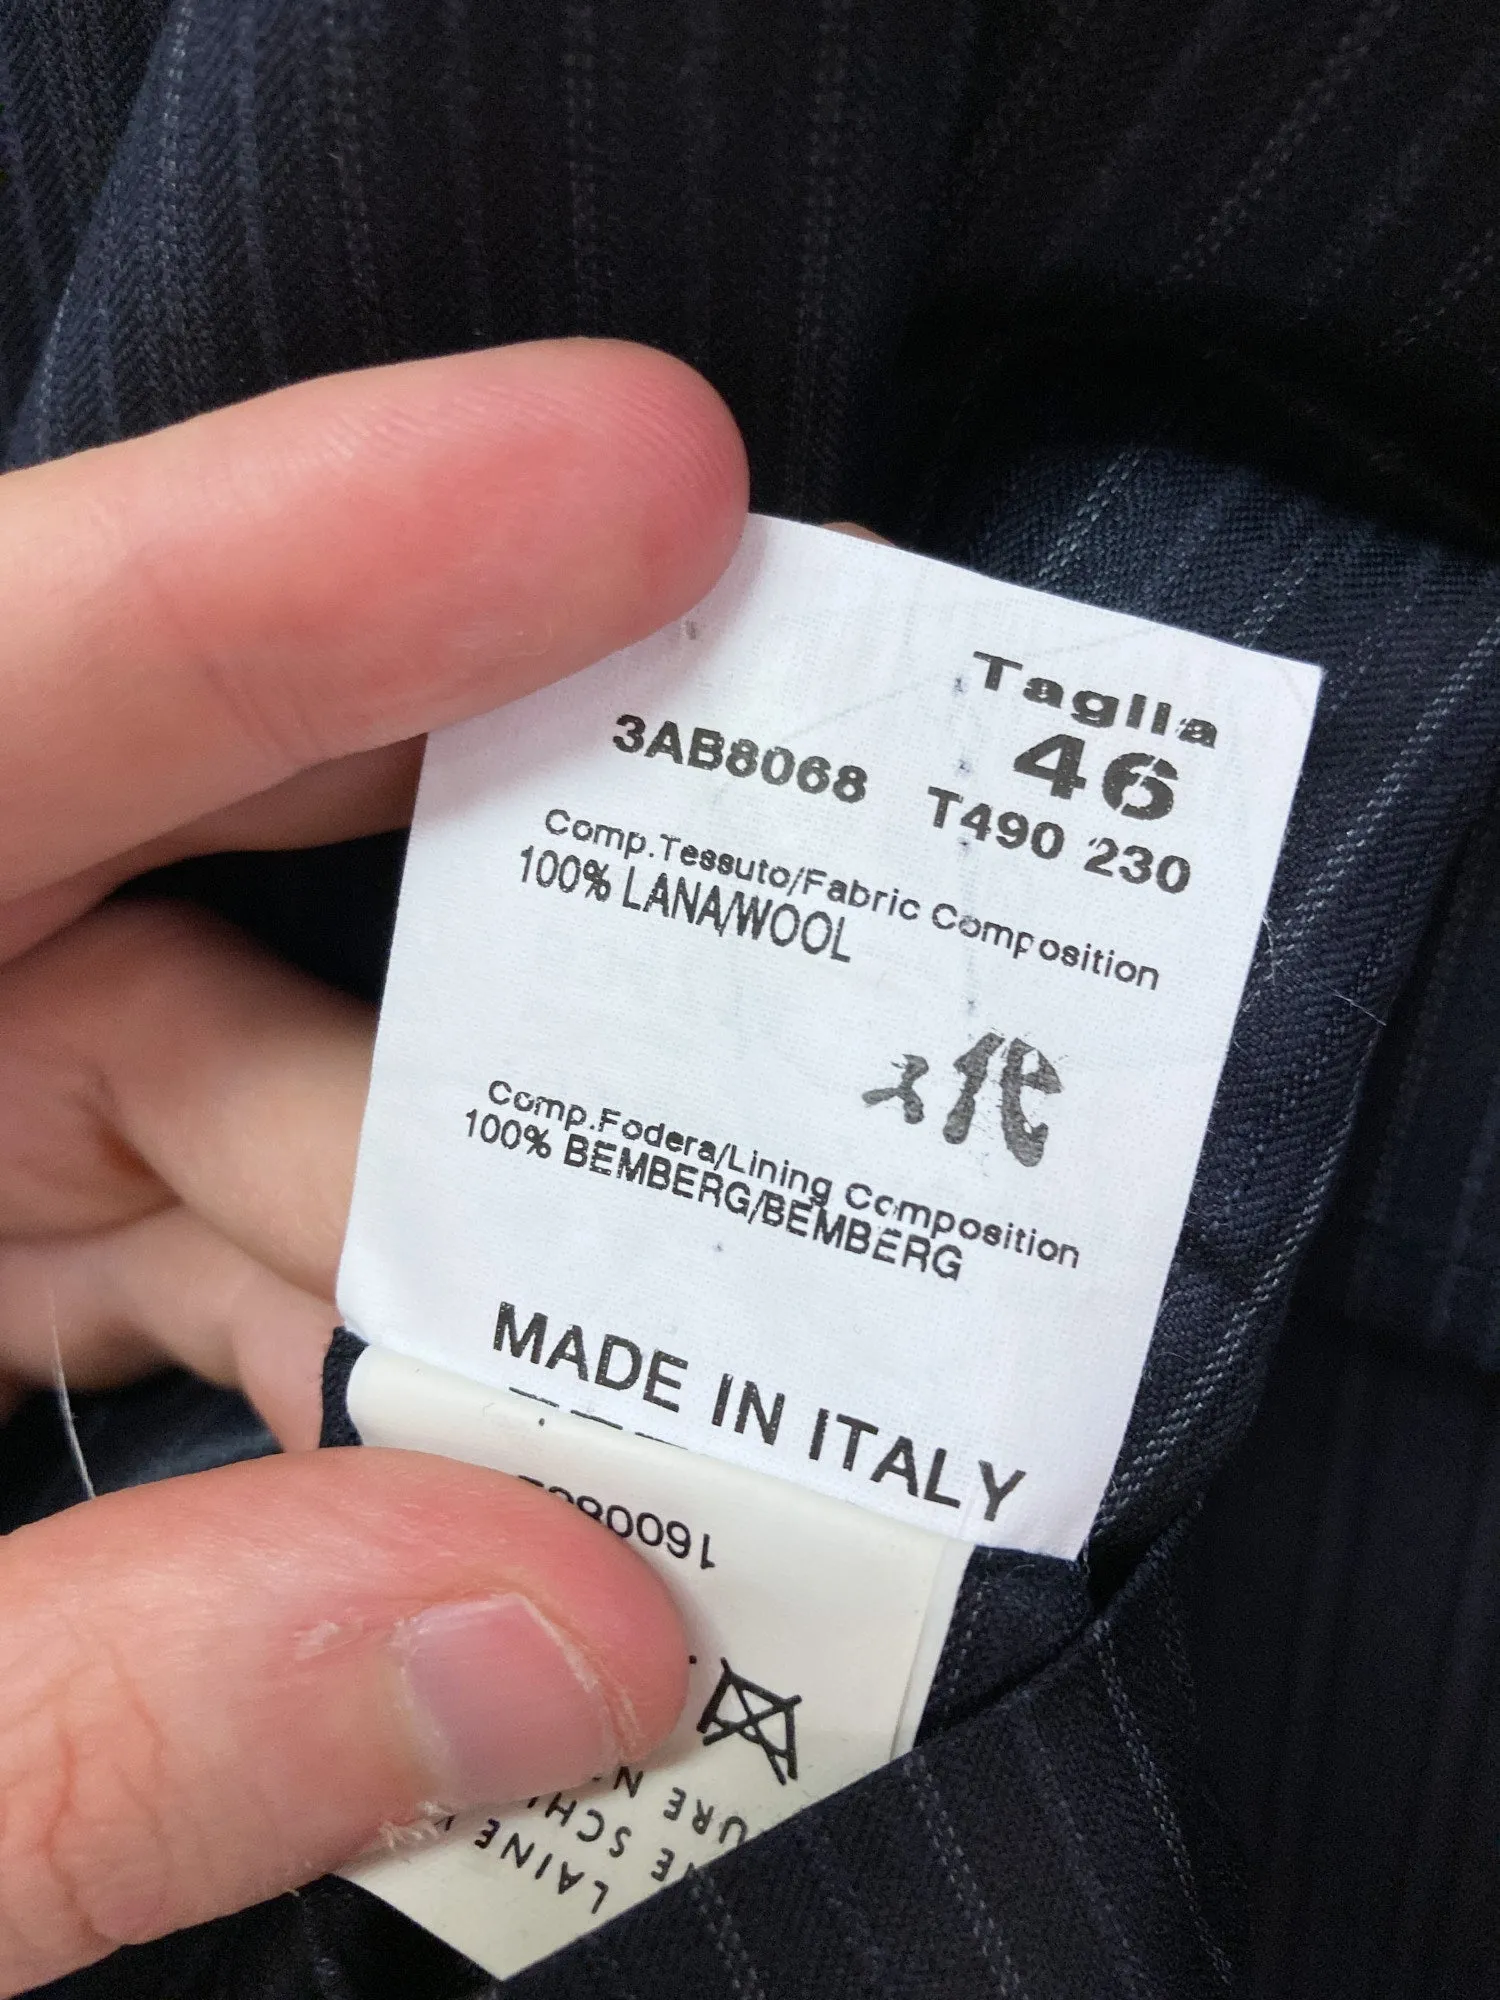 Taglia
46
3AB8068 T490 230
Comp.Tessuto/Fabric Composition
100% LANA/WOOL
Comp.Fodera/Lining Composition
100% BEMBERG/BEMBERG
MADE IN ITALY
LAINE